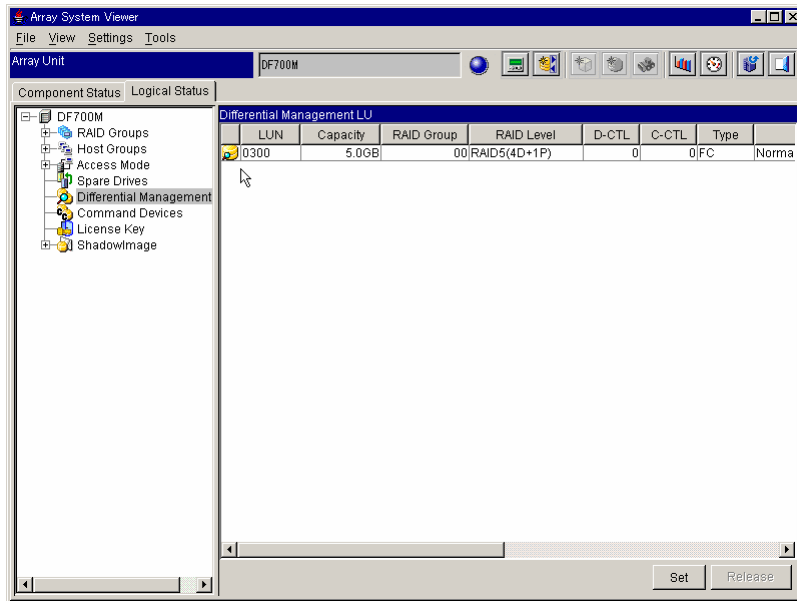 Array System Viewer
File View Settings Tools
Array Unit
DF700M
Component Status Logical Status
DF700M
RAID Groups
Host Groups
Access Mode
Spare Drives
Differential Management
Command Devices
License Key
ShadowImage
Differential Management LU
LUN Capacity RAID Group RAID Level D-CTL C-CTL Type
0300 5.0GB 00 RAID5(4D+1P) 0 0 FC Norma
Set Release